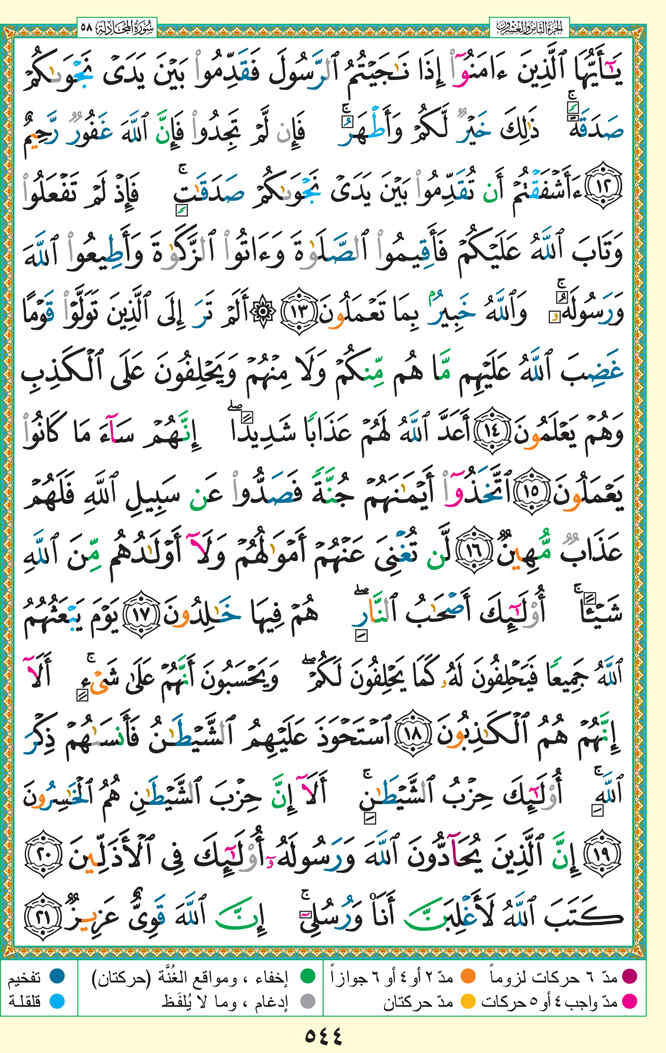 الجزء الثامن والعشرون
سورة المجادلة ٥٨
يَـٰٓأَيُّهَا ٱلَّذِينَ ءَامَنُوٓا۟ إِذَا نَـٰجَيْتُمُ ٱلرَّسُولَ فَقَدِّمُوا۟ بَيْنَ يَدَىْ نَجْوَىٰكُمْ
صَدَقَةً ۚ ذَٰلِكَ خَيْرٌ لَّكُمْ وَأَطْهَرُ ۚ فَإِن لَّمْ تَجِدُوا۟ فَإِنَّ ٱللَّهَ غَفُورٌ رَّحِيمٌ
١٢ ءَأَشْفَقْتُمْ أَن تُقَدِّمُوا۟ بَيْنَ يَدَىْ نَجْوَىٰكُمْ صَدَقَـٰتٍ ۚ فَإِذْ لَمْ تَفْعَلُوا۟
وَتَابَ ٱللَّهُ عَلَيْكُمْ فَأَقِيمُوا۟ ٱلصَّلَوٰةَ وَءَاتُوا۟ ٱلزَّكَوٰةَ وَأَطِيعُوا۟ ٱللَّهَ
وَرَسُولَهُۥ ۚ وَٱللَّهُ خَبِيرٌۢ بِمَا تَعْمَلُونَ ١٣ ۞ أَلَمْ تَرَ إِلَى ٱلَّذِينَ تَوَلَّوْا۟ قَوْمًا
غَضِبَ ٱللَّهُ عَلَيْهِم مَّا هُم مِّنكُمْ وَلَا مِنْهُمْ وَيَحْلِفُونَ عَلَى ٱلْكَذِبِ
وَهُمْ يَعْلَمُونَ ١٤ أَعَدَّ ٱللَّهُ لَهُمْ عَذَابًا شَدِيدًا ۖ إِنَّهُمْ سَآءَ مَا كَانُوا۟
يَعْمَلُونَ ١٥ ٱتَّخَذُوٓا۟ أَيْمَـٰنَهُمْ جُنَّةً فَصَدُّوا۟ عَن سَبِيلِ ٱللَّهِ فَلَهُمْ
عَذَابٌ مُّهِينٌ ١٦ لَّن تُغْنِىَ عَنْهُمْ أَمْوَٰلُهُمْ وَلَآ أَوْلَـٰدُهُم مِّنَ ٱللَّهِ
شَيْـًٔا ۚ أُو۟لَـٰٓئِكَ أَصْحَـٰبُ ٱلنَّارِ ۖ هُمْ فِيهَا خَـٰلِدُونَ ١٧ يَوْمَ يَبْعَثُهُمُ
ٱللَّهُ جَمِيعًا فَيَحْلِفُونَ لَهُۥ كَمَا يَحْلِفُونَ لَكُمْ ۖ وَيَحْسَبُونَ أَنَّهُمْ عَلَىٰ شَىْءٍ ۚ أَلَآ
إِنَّهُمْ هُمُ ٱلْكَـٰذِبُونَ ١٨ ٱسْتَحْوَذَ عَلَيْهِمُ ٱلشَّيْطَـٰنُ فَأَنسَىٰهُمْ ذِكْرَ
ٱللَّهِ ۚ أُو۟لَـٰٓئِكَ حِزْبُ ٱلشَّيْطَـٰنِ ۚ أَلَآ إِنَّ حِزْبَ ٱلشَّيْطَـٰنِ هُمُ ٱلْخَـٰسِرُونَ
١٩ إِنَّ ٱلَّذِينَ يُحَآدُّونَ ٱللَّهَ وَرَسُولَهُۥٓ أُو۟لَـٰٓئِكَ فِى ٱلْأَذَلِّينَ ٢٠
كَتَبَ ٱللَّهُ لَأَغْلِبَنَّ أَنَا۠ وَرُسُلِىٓ ۚ إِنَّ ٱللَّهَ قَوِىٌّ عَزِيزٌ ٢١
مدّ ٦ حركات لزوماً مدّ ٢ أو ٤ أو ٦ جوازاً إخفاء ، ومواقع الغُنَّة (حركتان) تفخيم
مدّ واجب ٤ أو ٥ حركات مدّ حركتان إدغام ، وما لا يُلفَظ قلقلة
٥٤٤